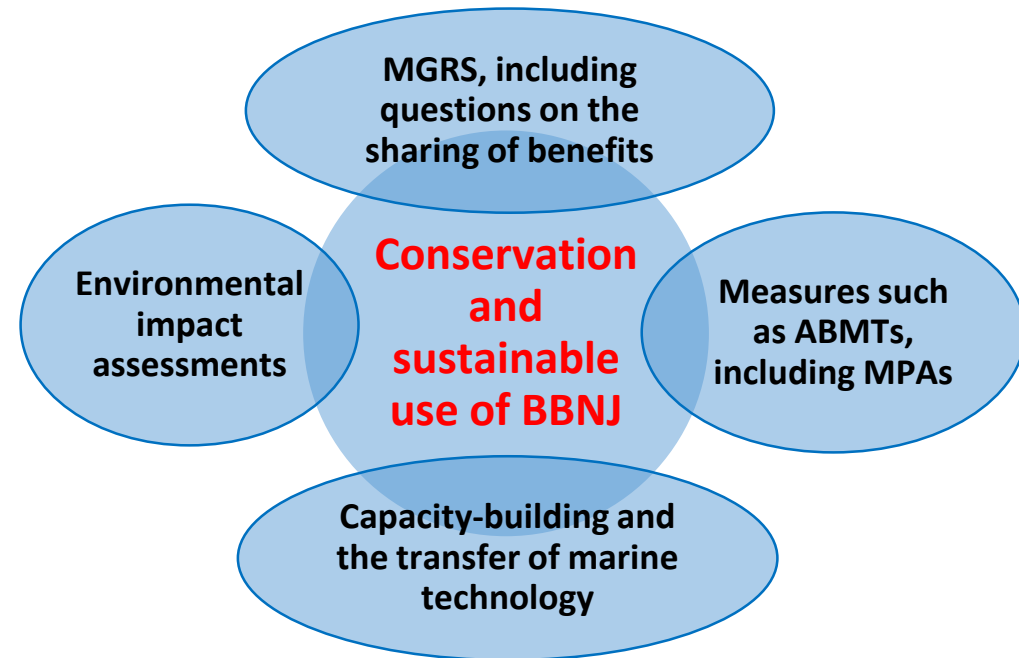 MGRS, including
questions on the
sharing of benefits
Environmental
impact
assessments
Conservation
and
sustainable
use of BBNJ
Measures such
as ABMTs,
including MPAs
Capacity-building and
the transfer of marine
technology